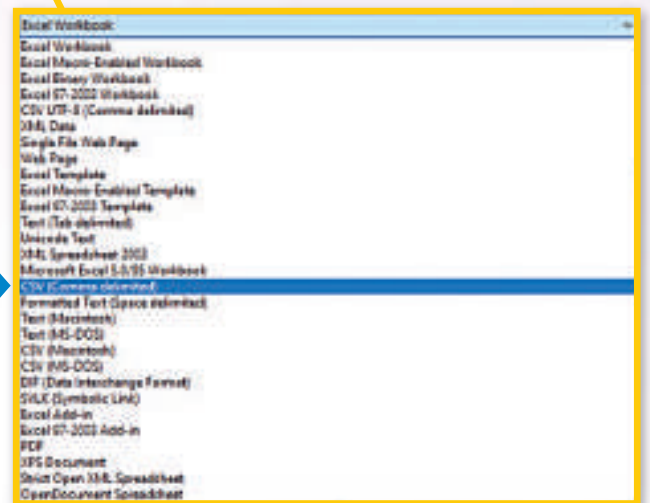 Excel Workbook
Excel Workbook
Excel Macro-Enabled Workbook
Excel Binary Workbook
Excel 97-2003 Workbook
CSV UTF-8 (Comma delimited)
XML Data
Single File Web Page
Web Page
Excel Template
Excel Macro-Enabled Template
Excel 97-2003 Template
Text (Tab delimited)
Unicode Text
XML Spreadsheet 2003
Microsoft Excel 5.0/95 Workbook
CSV (Comma delimited)
Formatted Text (Space delimited)
Text (Macintosh)
Text (MS-DOS)
CSV (Macintosh)
CSV (MS-DOS)
DIF (Data Interchange Format)
SYLK (Symbolic Link)
Excel Add-in
Excel 97-2003 Add-in
PDF
XPS Document
Strict Open XML Spreadsheet
OpenDocument Spreadsheet